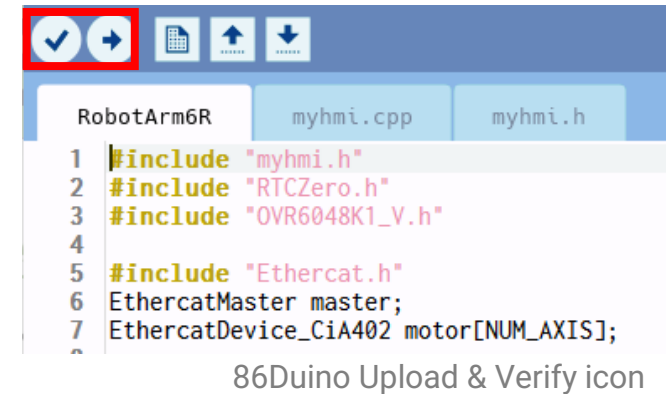 RobotArm6R myhmi.cpp myhmi.h
1 #include "myhmi.h"
2 #include "RTCZero.h"
3 #include "OVR6048K1_V.h"
4
5 #include "Ethercat.h"
6 EthercatMaster master;
7 EthercatDevice_CiA402 motor[NUM_AXIS];
86Duino Upload & Verify icon